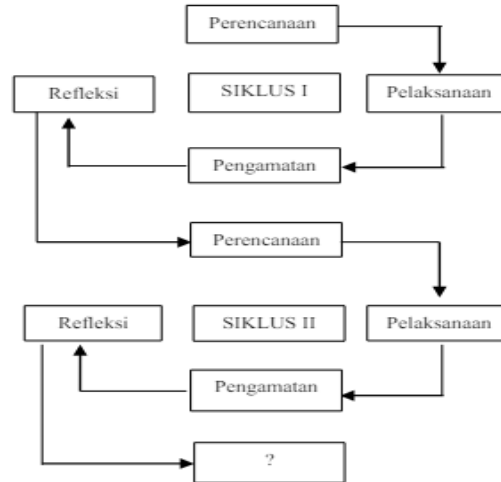 Perencanaan
Refleksi
SIKLUS I
Pelaksanaan
Pengamatan
Perencanaan
Refleksi
SIKLUS II
Pelaksanaan
Pengamatan
?